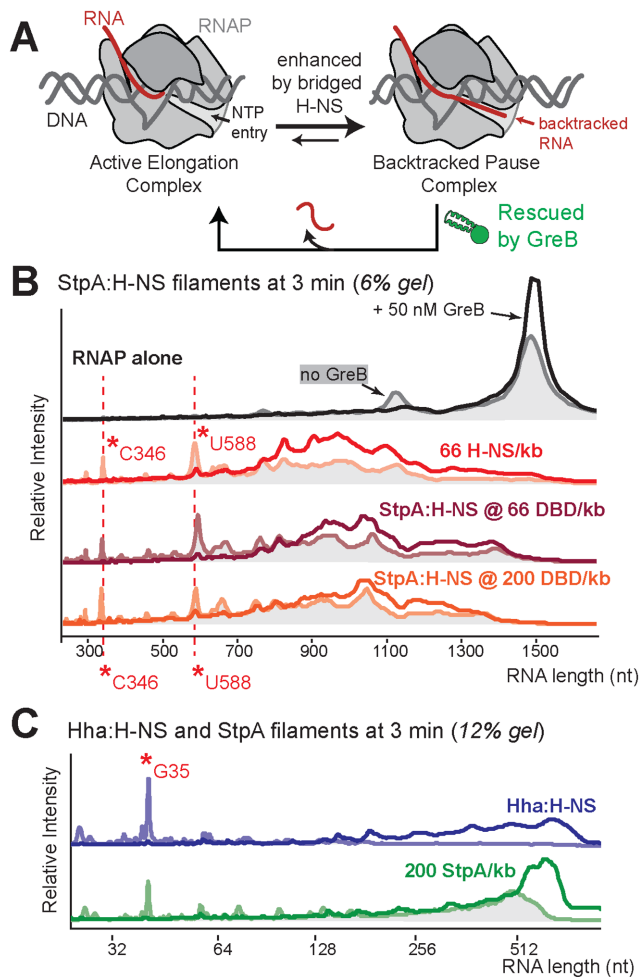 A
RNA
RNAP
DNA
NTP
entry
Active Elongation
Complex
enhanced
by bridged
H-NS
backtracked
RNA
Backtracked Pause
Complex
Rescued
by GreB
B StpA:H-NS filaments at 3 min (6% gel)
+ 50 nM GreB
RNAP alone
no GreB
*C346
*U588
66 H-NS/kb
StpA:H-NS @ 66 DBD/kb
StpA:H-NS @ 200 DBD/kb
Relative Intensity
300 500 700 900 1100 1300 1500
*C346
*U588
RNA length (nt)
C Hha:H-NS and StpA filaments at 3 min (12% gel)
*G35
Hha:H-NS
200 StpA/kb
Relative Intensity
32 64 128 256 512
RNA length (nt)